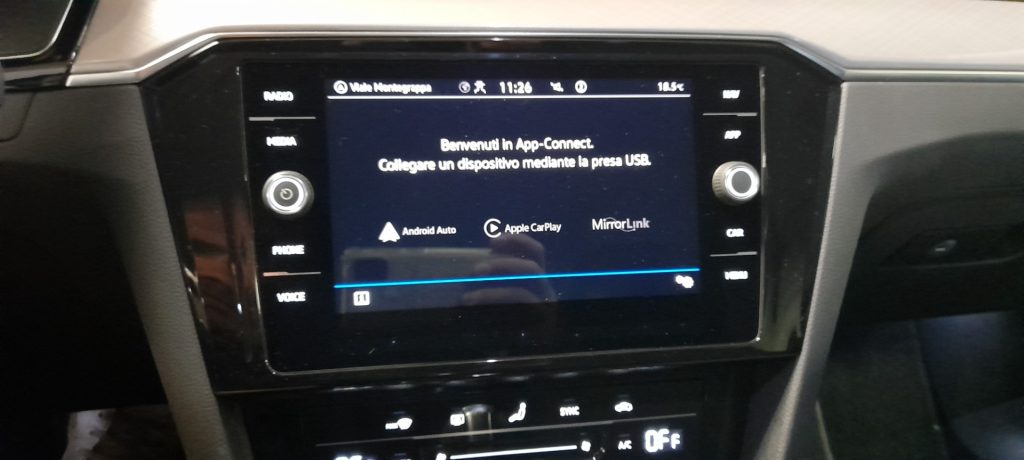 Viale Montegrappa 11:26 18.5°C
RADIO
MEDIA
PHONE
VOICE
Benvenuti in App-Connect.
Collegare un dispositivo mediante la presa USB.
Android Auto Apple CarPlay MirrorLink
NAV
APP
CAR
MENU
SYNC
A/C OFF